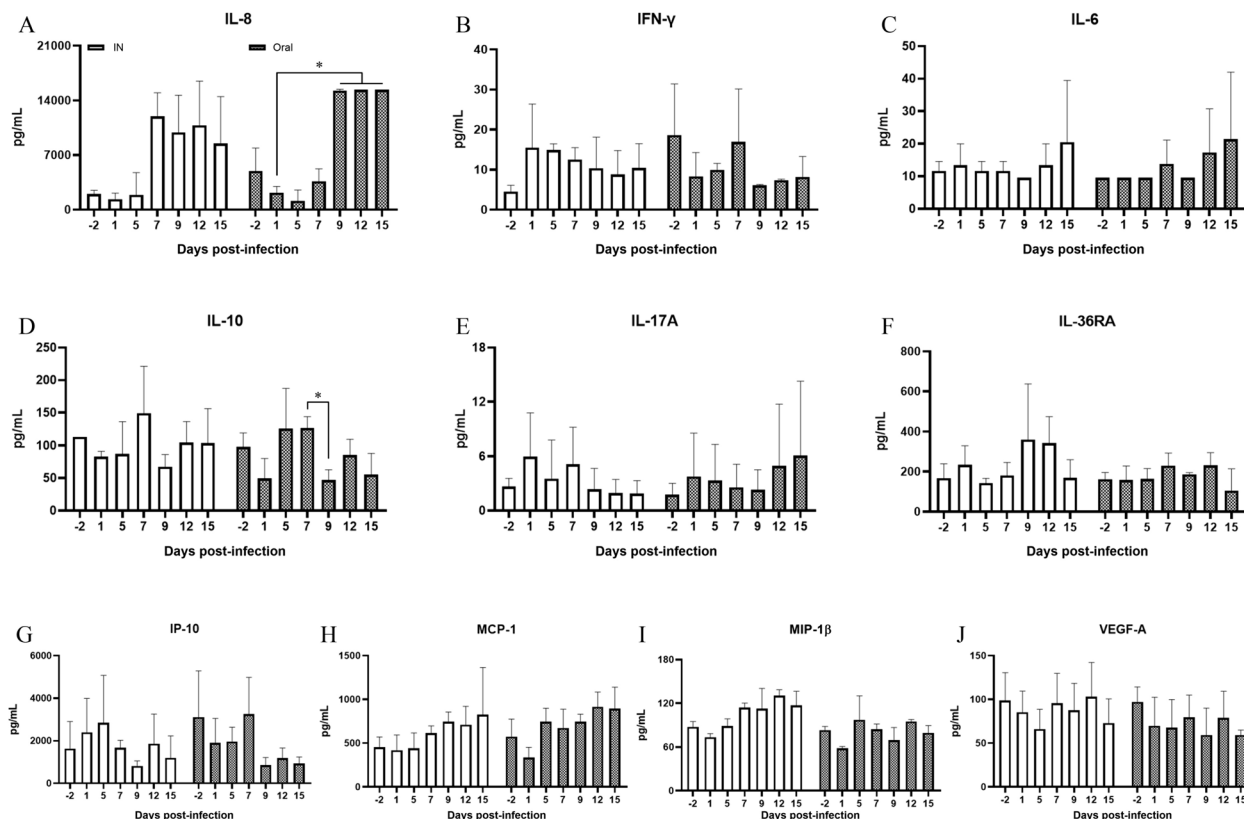 A
IL-8
IN
Oral
*
pg/mL
21000
14000
7000
0
-2 1 5 7 9 12 15 -2 1 5 7 9 12 15
Days post-infection
B
IFN-γ
pg/mL
40
30
20
10
0
-2 1 5 7 9 12 15 -2 1 5 7 9 12 15
Days post-infection
C
IL-6
pg/mL
50
40
30
20
10
0
-2 1 5 7 9 12 15 -2 1 5 7 9 12 15
Days post-infection
D
IL-10
*
pg/mL
250
200
150
100
50
0
-2 1 5 7 9 12 15 -2 1 5 7 9 12 15
Days post-infection
E
IL-17A
pg/mL
18
12
6
0
-2 1 5 7 9 12 15 -2 1 5 7 9 12 15
Days post-infection
F
IL-36RA
pg/mL
800
600
400
200
0
-2 1 5 7 9 12 15 -2 1 5 7 9 12 15
Days post-infection
G
IP-10
pg/mL
6000
4000
2000
0
-2 1 5 7 9 12 15 -2 1 5 7 9 12 15
Days post-infection
H
MCP-1
pg/mL
1500
1000
500
0
-2 1 5 7 9 12 15 -2 1 5 7 9 12 15
Days post-infection
I
MIP-1β
pg/mL
180
120
60
0
-2 1 5 7 9 12 15 -2 1 5 7 9 12 15
Days post-infection
J
VEGF-A
pg/mL
150
100
50
0
-2 1 5 7 9 12 15 -2 1 5 7 9 12 15
Days post-infection